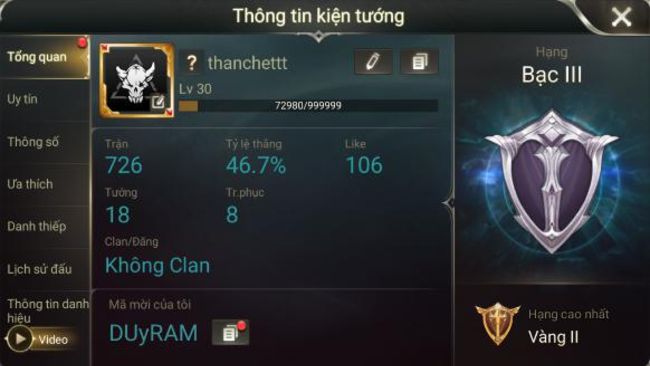 Thông tin kiện tướng
Tổng quan
Uy tín
Thông số
Ưa thích
Danh thiếp
Lịch sử đấu
Thông tin danh
hiệu
Video
? thanchettt
Lv 30
72980/999999
Trận
Tỷ lệ thắng
Like
726
46.7%
106
Tướng
Tr.phục
18
8
Clan/Đăng
Không Clan
Mã mời của tôi
DUyRAM
Hạng
Bạc III
Hạng cao nhất
Vàng II